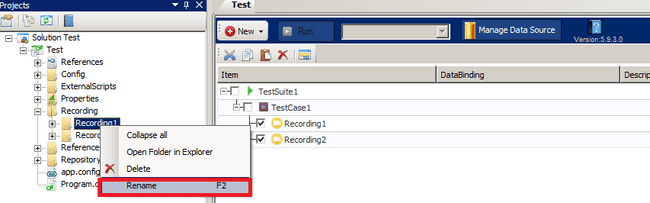 Projects
Solution Test
Test
References
Config
ExternalScripts
Properties
Recording
Recording1
Recor
Reference
Repository
app.config
Program.c
Collapse all
Open Folder in Explorer
Delete
Rename F2
Test
New Run Manage Data Source Version:5.9.3.0
Item DataBinding Descrip
TestSuite1
TestCase1
Recording1
Recording2